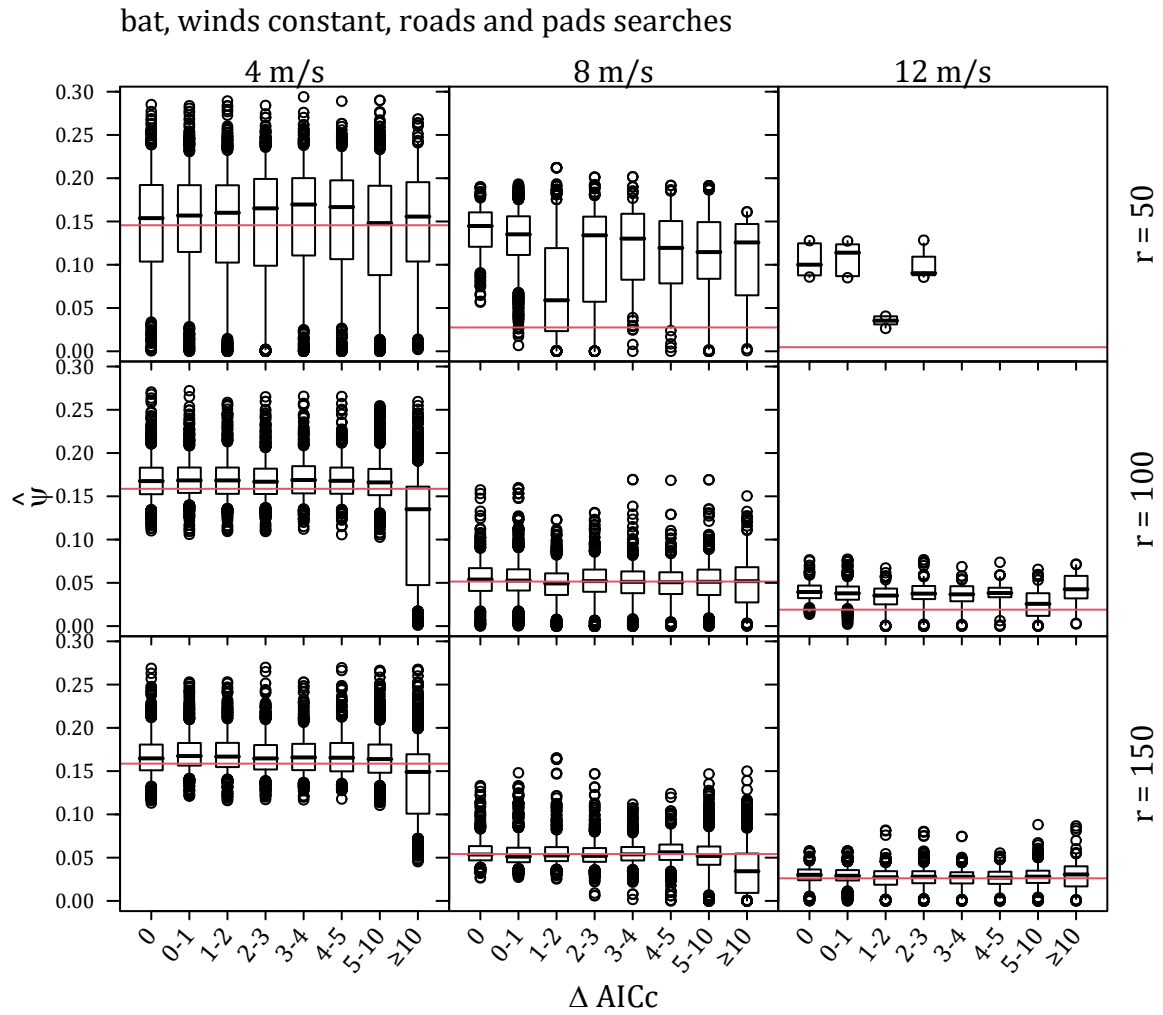 bat, winds constant, roads and pads searches
4 m/s
8 m/s
12 m/s
0.30
0.25
0.20
0.15
0.10
0.05
0.00
r = 50
0.30
0.25
0.20
0.15
0.10
0.05
0.00
r = 100
0.30
0.25
0.20
0.15
0.10
0.05
0.00
r = 150
ψ̂
0 0-1 1-2 2-3 3-4 4-5 5-10 ≥10
0 0-1 1-2 2-3 3-4 4-5 5-10 ≥10
0 0-1 1-2 2-3 3-4 4-5 5-10 ≥10
Δ AICc